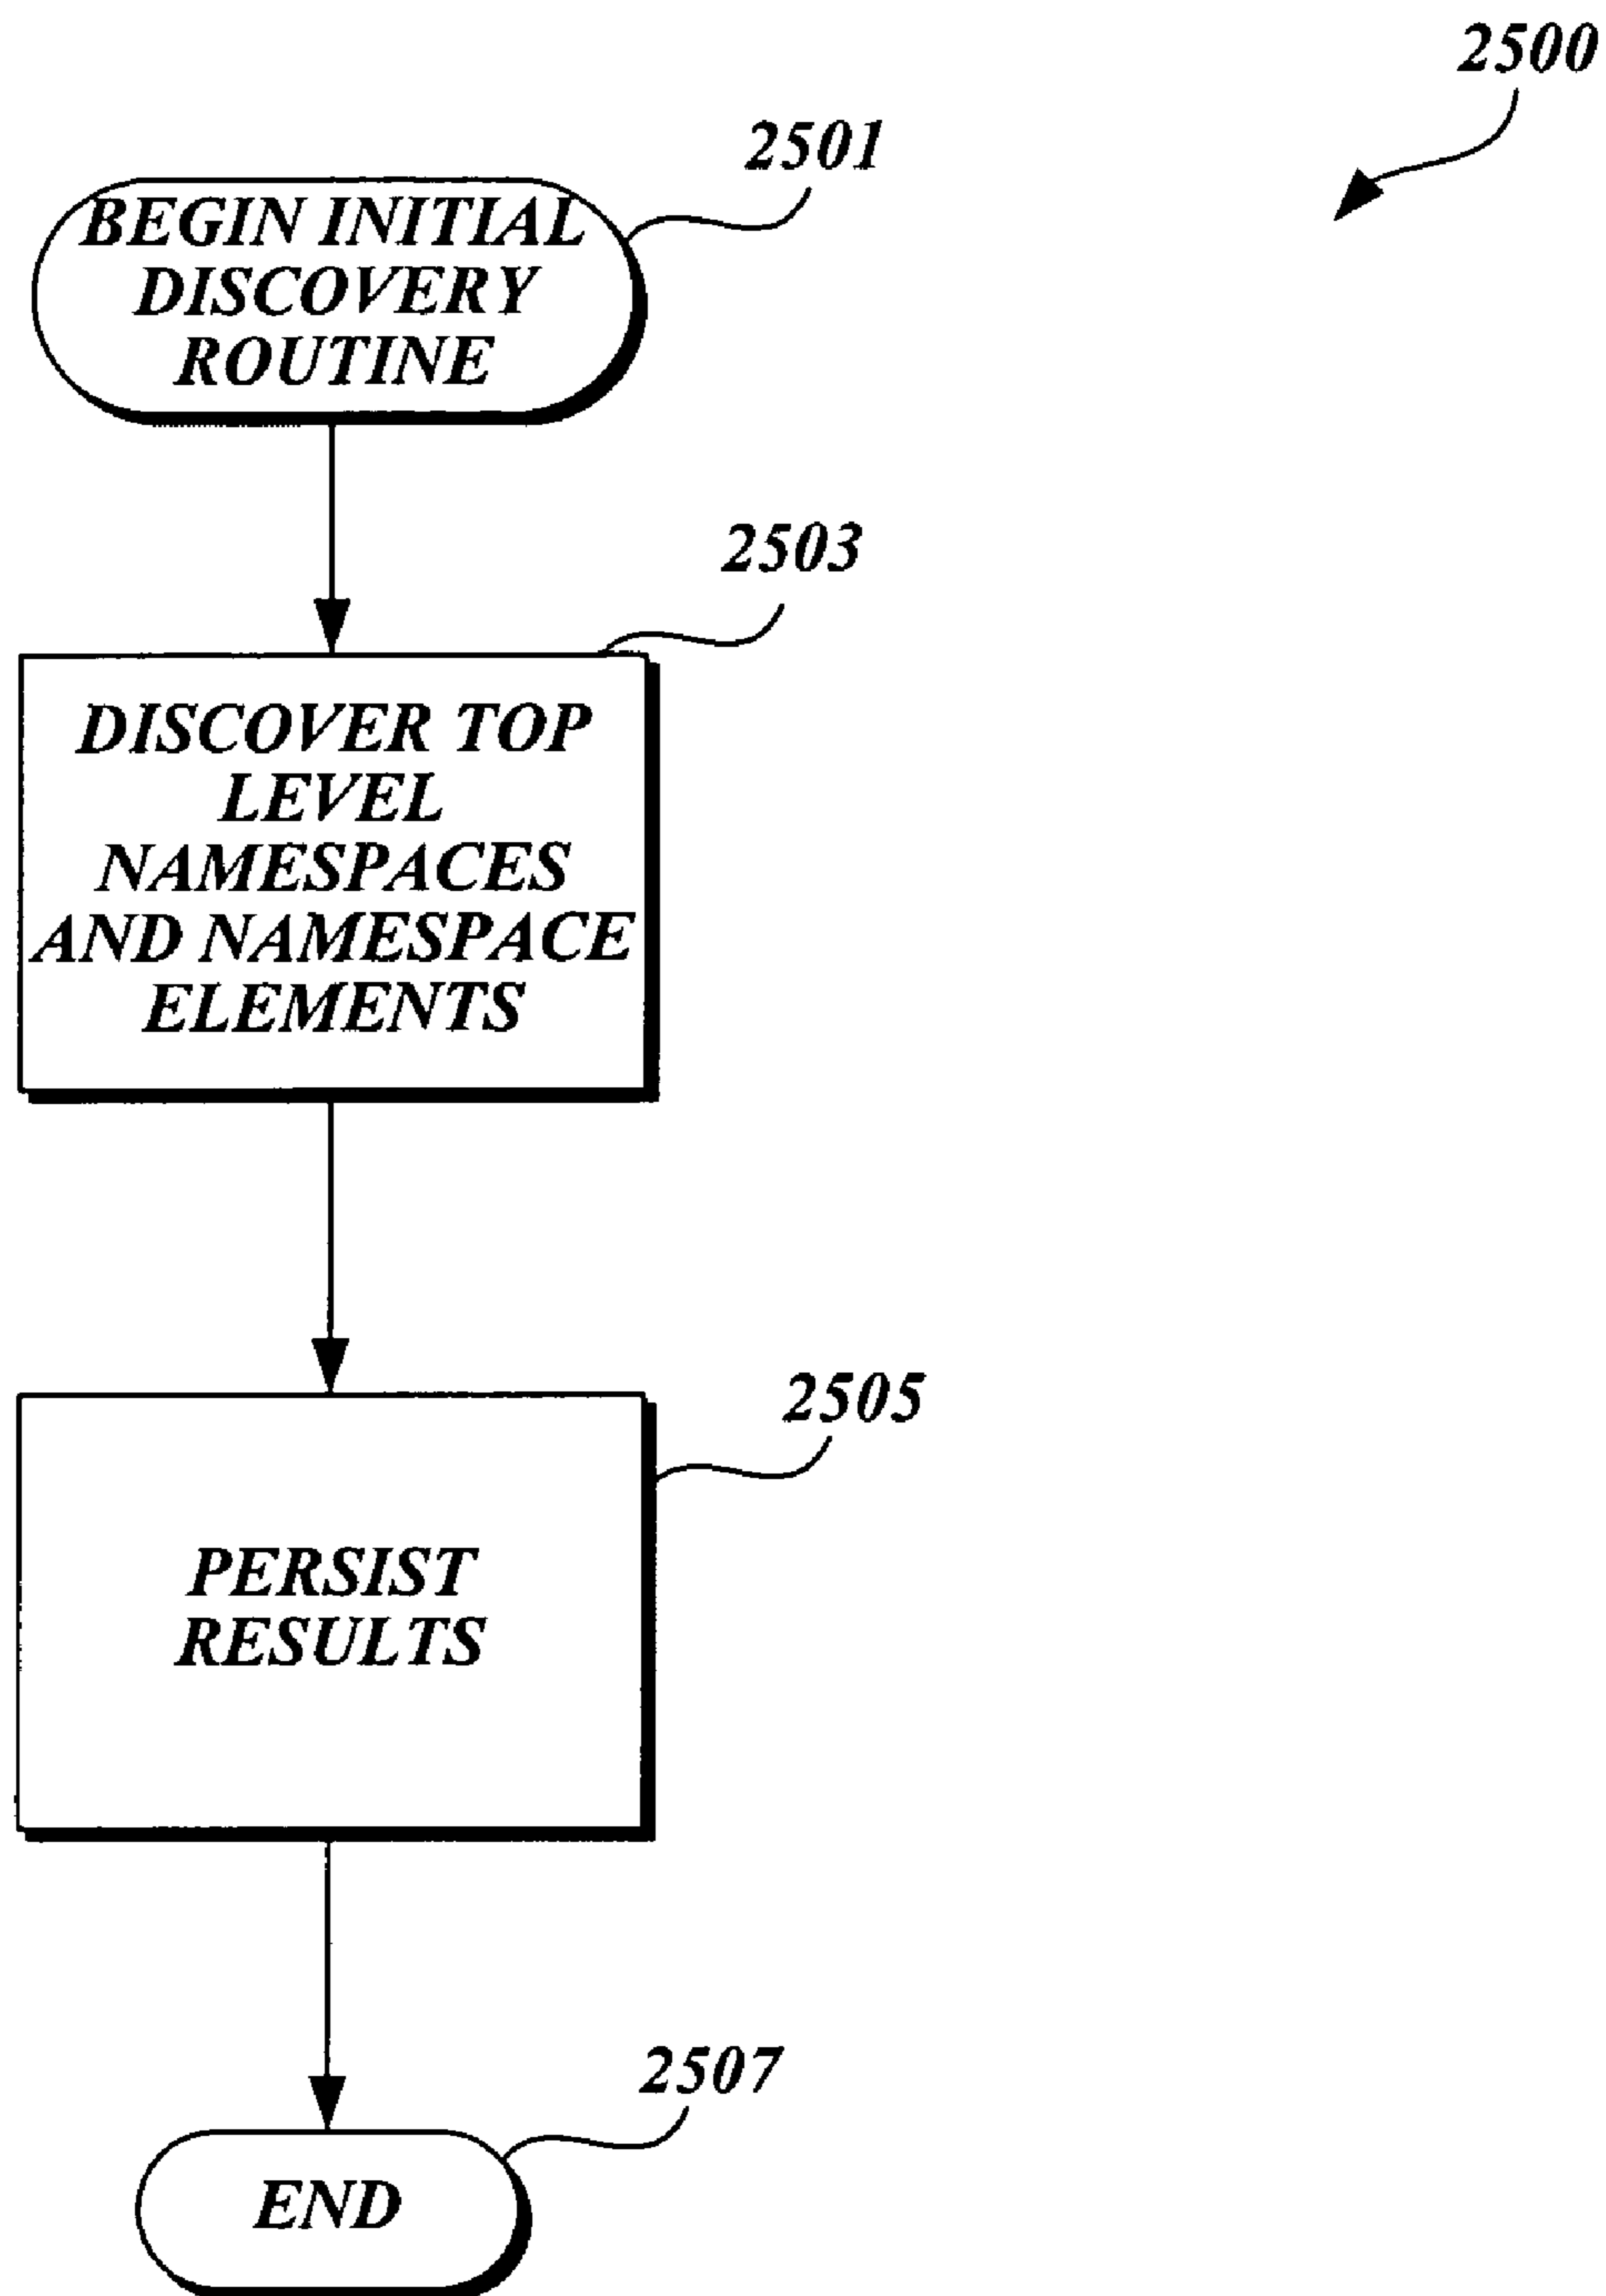 2500
2501
BEGIN INITIAL
DISCOVERY
ROUTINE
2503
DISCOVER TOP
LEVEL
NAMESPACES
AND NAMESPACE
ELEMENTS
2505
PERSIST
RESULTS
2507
END